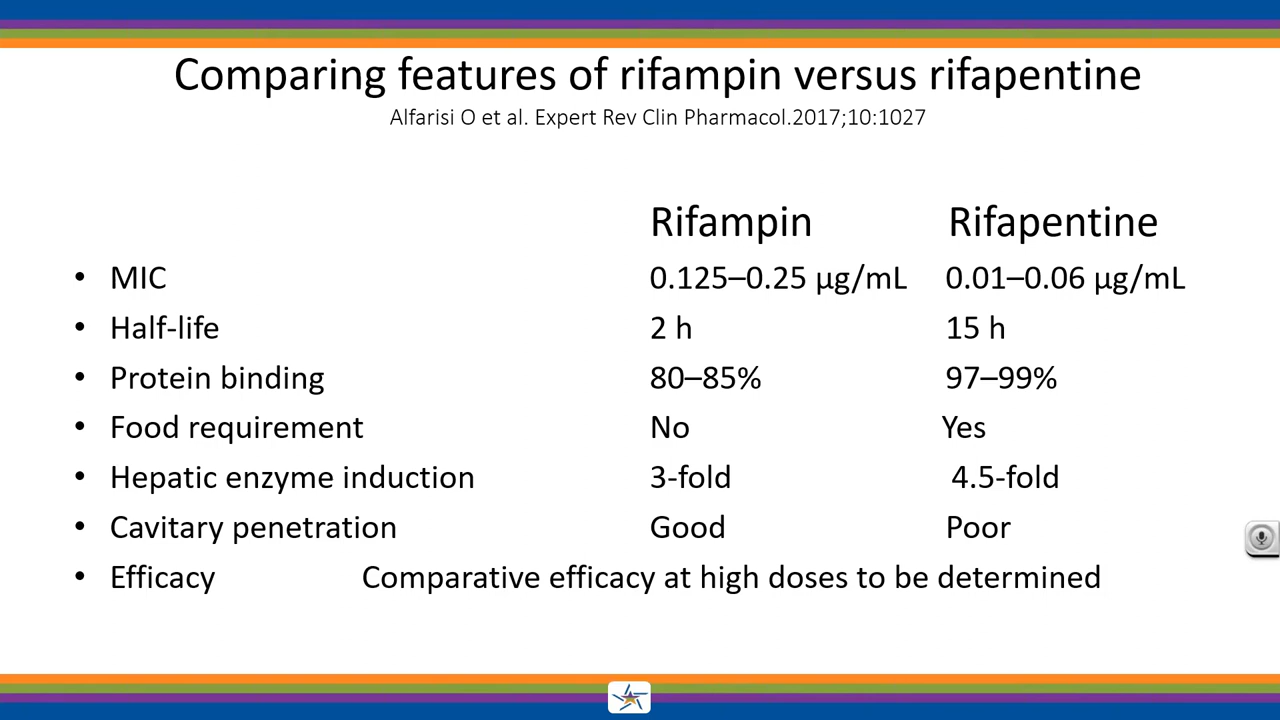 Comparing features of rifampin versus rifapentine
Alfarisi O et al. Expert Rev Clin Pharmacol.2017;10:1027
Rifampin Rifapentine
• MIC 0.125–0.25 µg/mL 0.01–0.06 µg/mL
• Half-life 2 h 15 h
• Protein binding 80–85% 97–99%
• Food requirement No Yes
• Hepatic enzyme induction 3-fold 4.5-fold
• Cavitary penetration Good Poor
• Efficacy Comparative efficacy at high doses to be determined